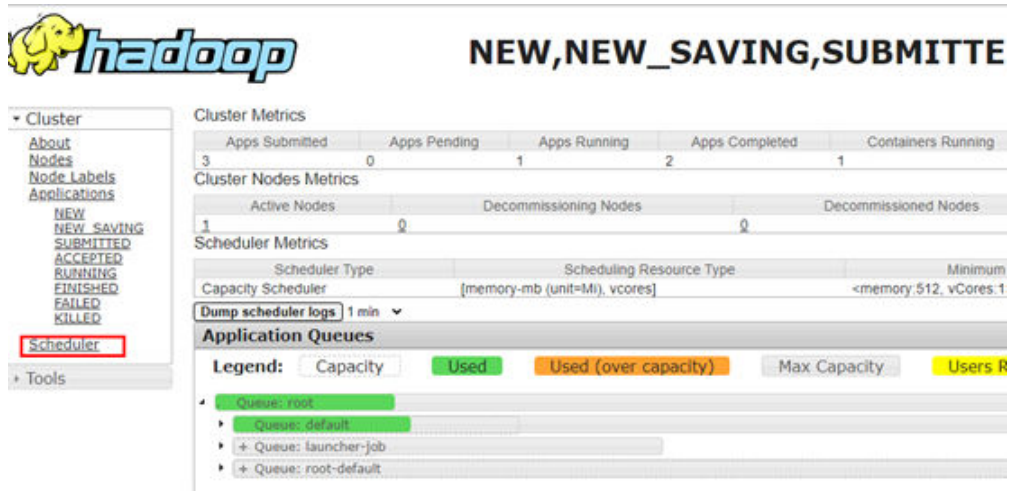 hadoop
NEW,NEW_SAVING,SUBMITTE
Cluster
About
Nodes
Node Labels
Applications
NEW
NEW_SAVING
SUBMITTED
ACCEPTED
RUNNING
FINISHED
FAILED
KILLED
Scheduler
Tools
Cluster Metrics
Apps Submitted Apps Pending Apps Running Apps Completed Containers Running
3 0 1 2 1
Cluster Nodes Metrics
Active Nodes Decommissioning Nodes Decommissioned Nodes
1 0 0
Scheduler Metrics
Scheduler Type Scheduling Resource Type Minimum
Capacity Scheduler [memory-mb (unit=Mi), vcores] <memory:512, vCores:1
Dump scheduler logs 1 min
Application Queues
Legend: Capacity Used Used (over capacity) Max Capacity Users R
Queue: root
Queue: default
+ Queue: launcher-job
+ Queue: root-default